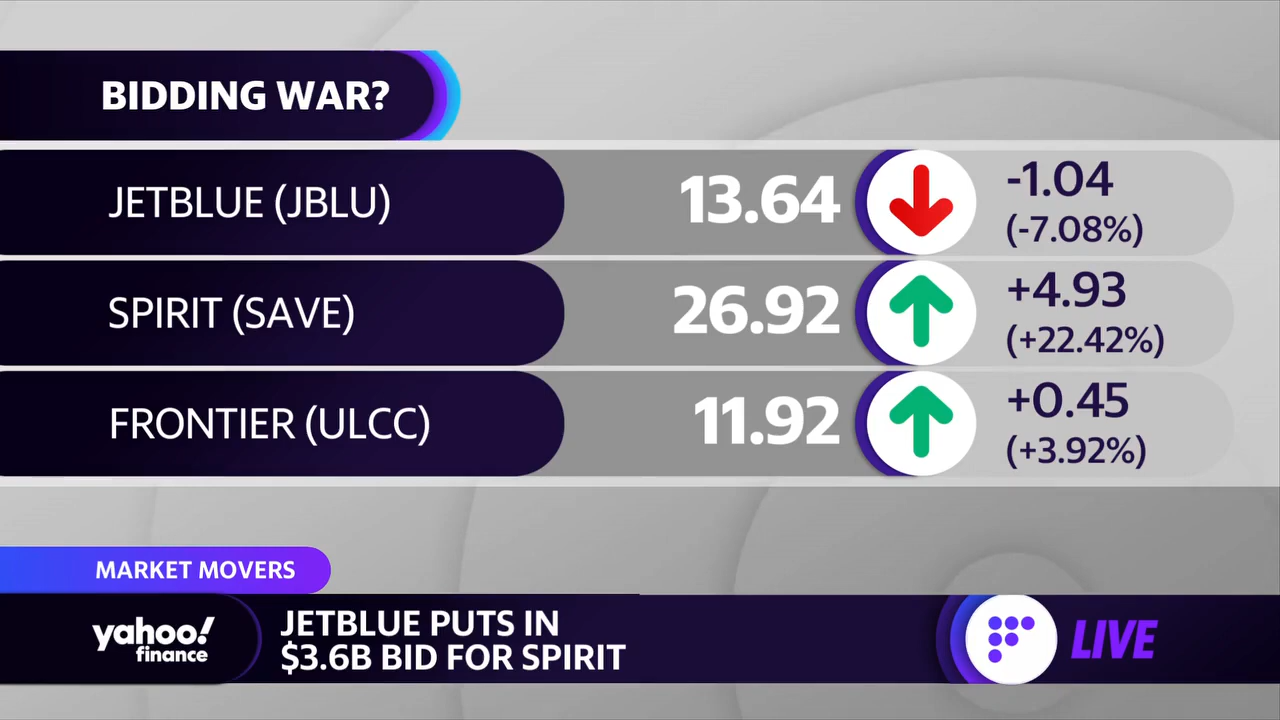 BIDDING WAR?
JETBLUE (JBLU) 13.64 -1.04
(-7.08%)
SPIRIT (SAVE) 26.92 +4.93
(+22.42%)
FRONTIER (ULCC) 11.92 +0.45
(+3.92%)
MARKET MOVERS
yahoo!
finance
JETBLUE PUTS IN
$3.6B BID FOR SPIRIT
LIVE